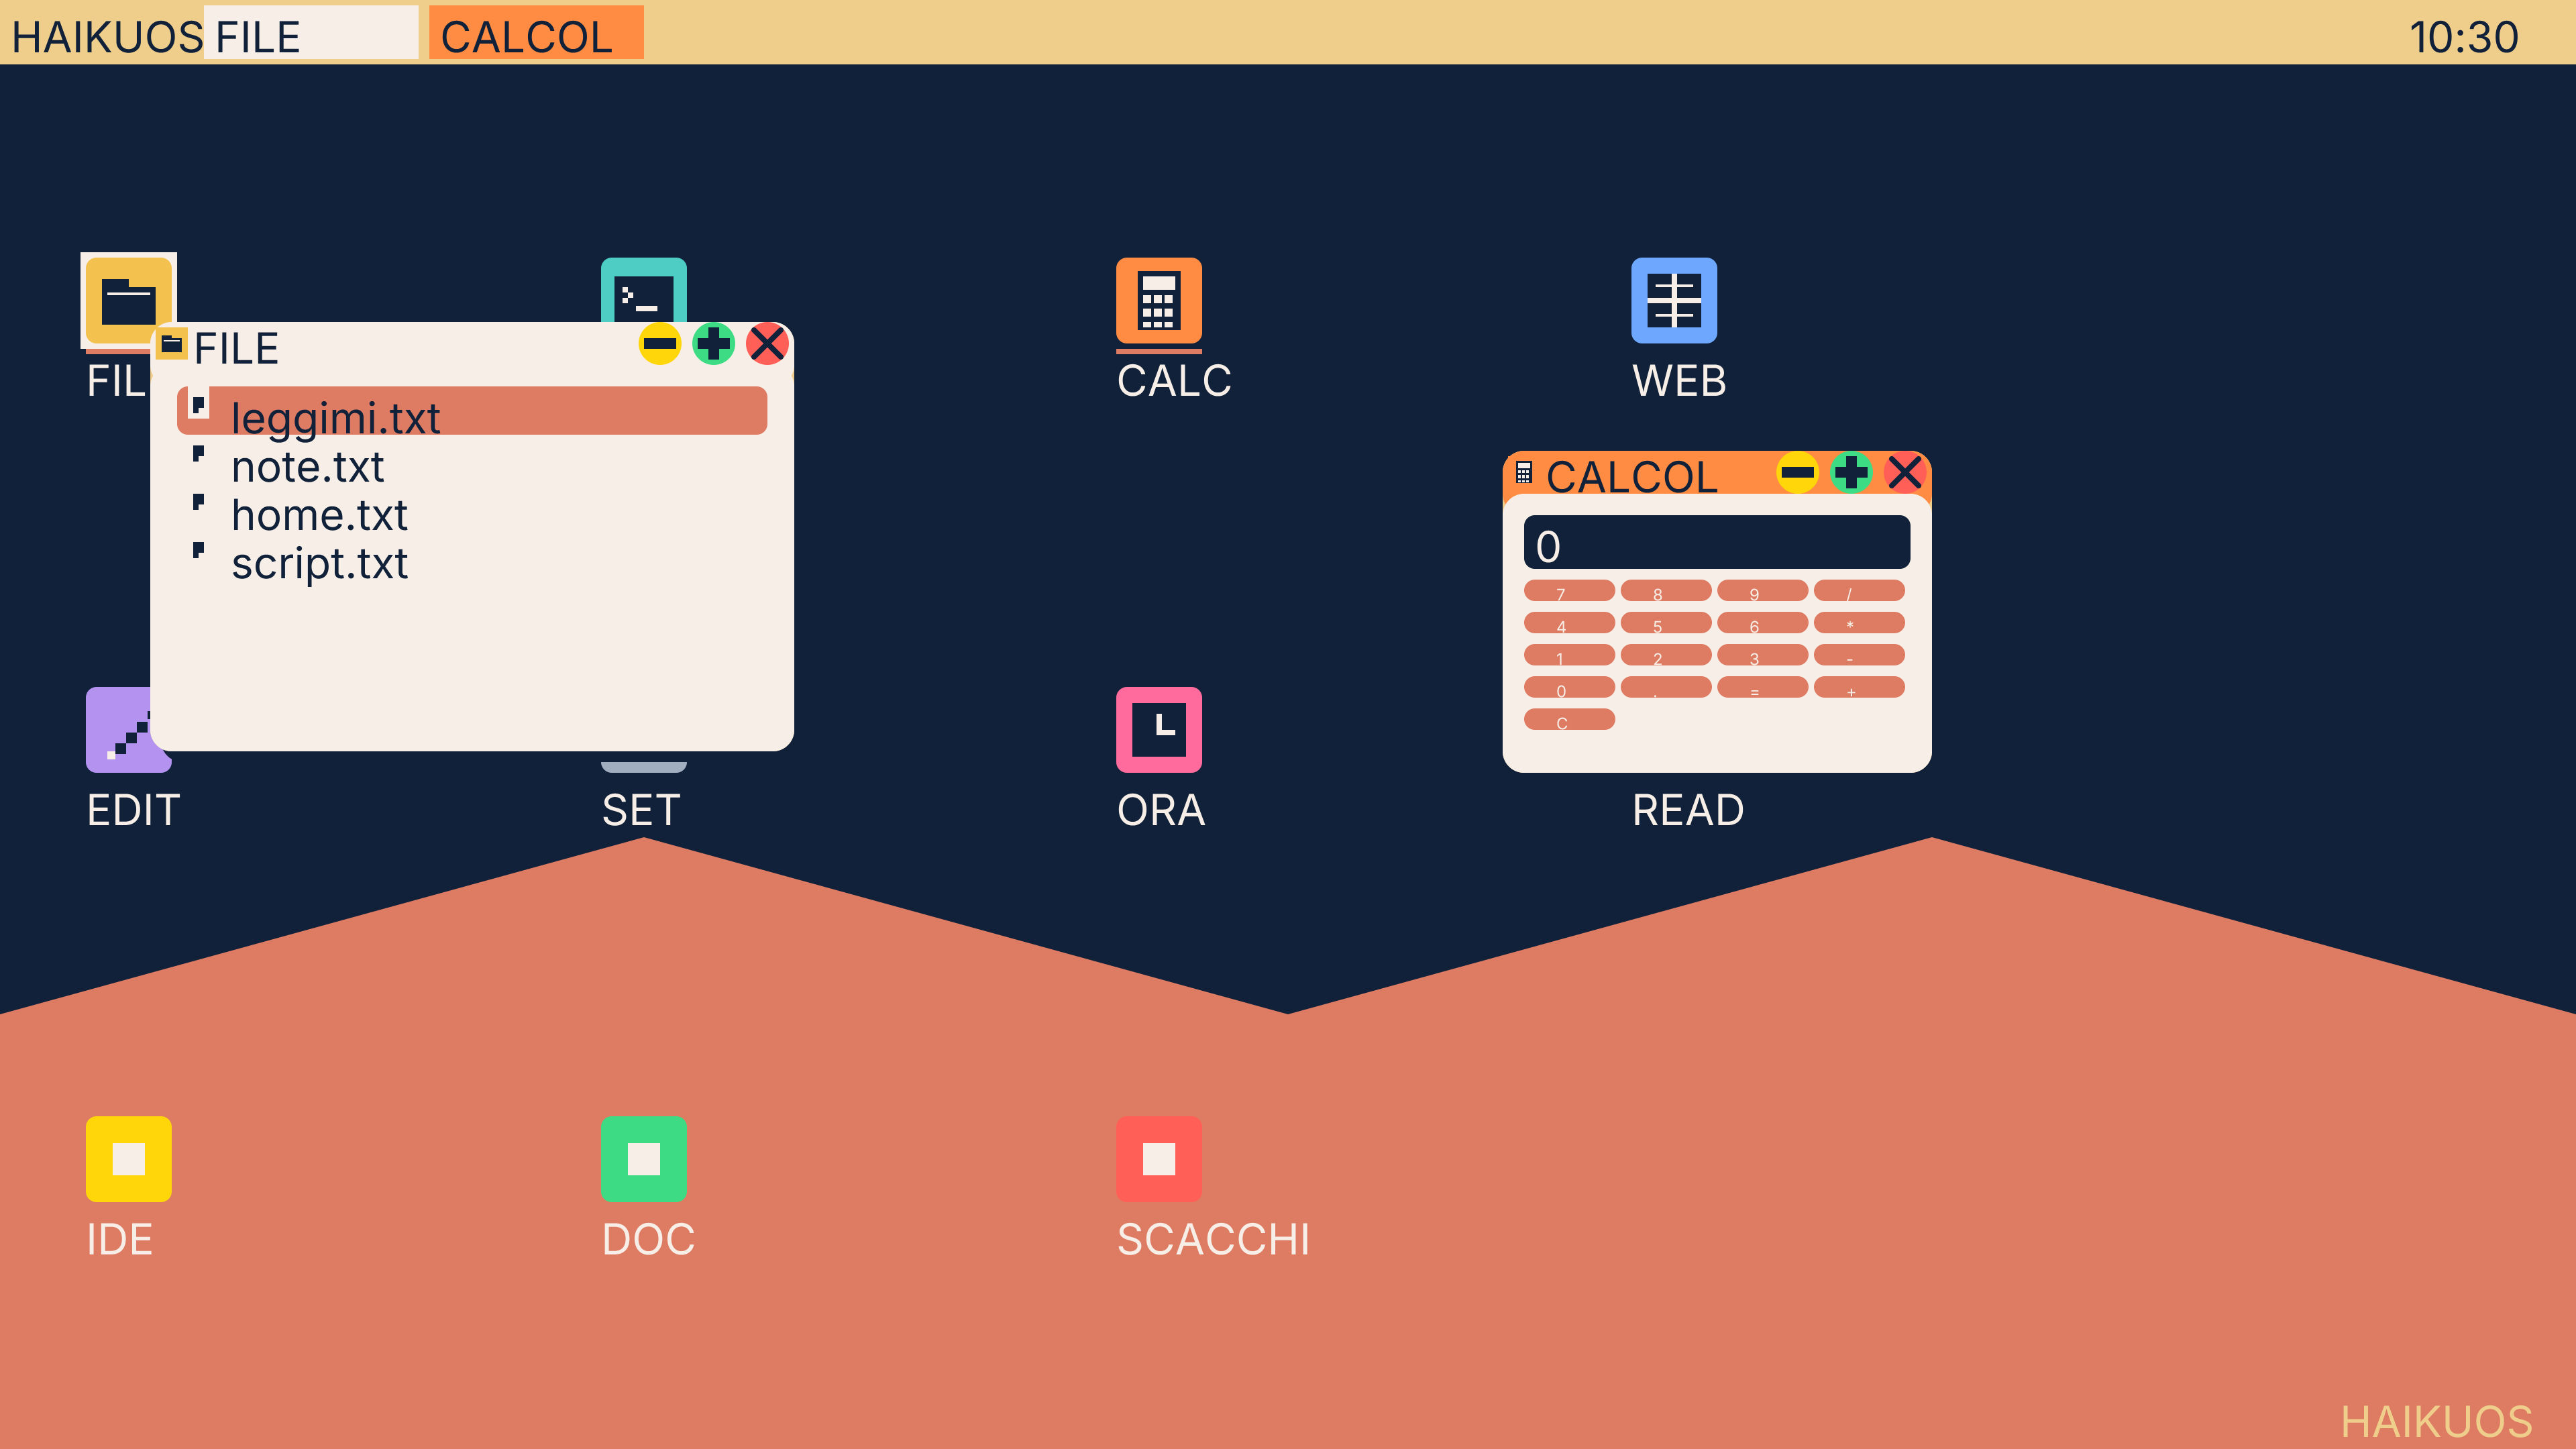 HAIKUOS FILE CALCOL 10:30
FIL
CALC
WEB
FILE
leggimi.txt
note.txt
home.txt
script.txt
CALCOL
0
7 8 9 /
4 5 6 *
1 2 3 -
0 . = +
C
EDIT
SET
ORA
READ
IDE
DOC
SCACCHI
HAIKUOS